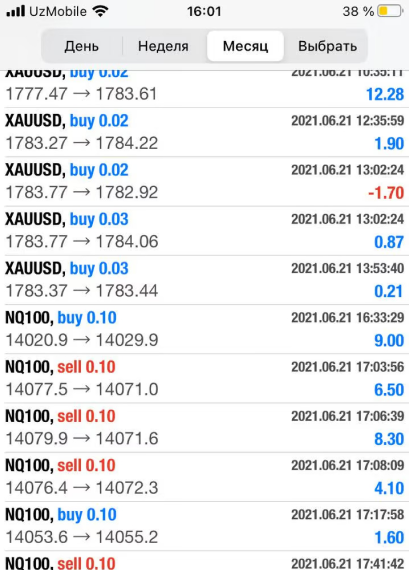 UzMobile 16:01 38 %
День Неделя Месяц Выбрать
XAUUSD, buy 0.02 2021.06.21 10:35:11
1777.47 → 1783.61 12.28
XAUUSD, buy 0.02 2021.06.21 12:35:59
1783.27 → 1784.22 1.90
XAUUSD, buy 0.02 2021.06.21 13:02:24
1783.77 → 1782.92 -1.70
XAUUSD, buy 0.03 2021.06.21 13:02:24
1783.77 → 1784.06 0.87
XAUUSD, buy 0.03 2021.06.21 13:53:40
1783.37 → 1783.44 0.21
NQ100, buy 0.10 2021.06.21 16:33:29
14020.9 → 14029.9 9.00
NQ100, sell 0.10 2021.06.21 17:03:56
14077.5 → 14071.0 6.50
NQ100, sell 0.10 2021.06.21 17:06:39
14079.9 → 14071.6 8.30
NQ100, sell 0.10 2021.06.21 17:08:09
14076.4 → 14072.3 4.10
NQ100, buy 0.10 2021.06.21 17:17:58
14053.6 → 14055.2 1.60
NQ100, sell 0.10 2021.06.21 17:41:42